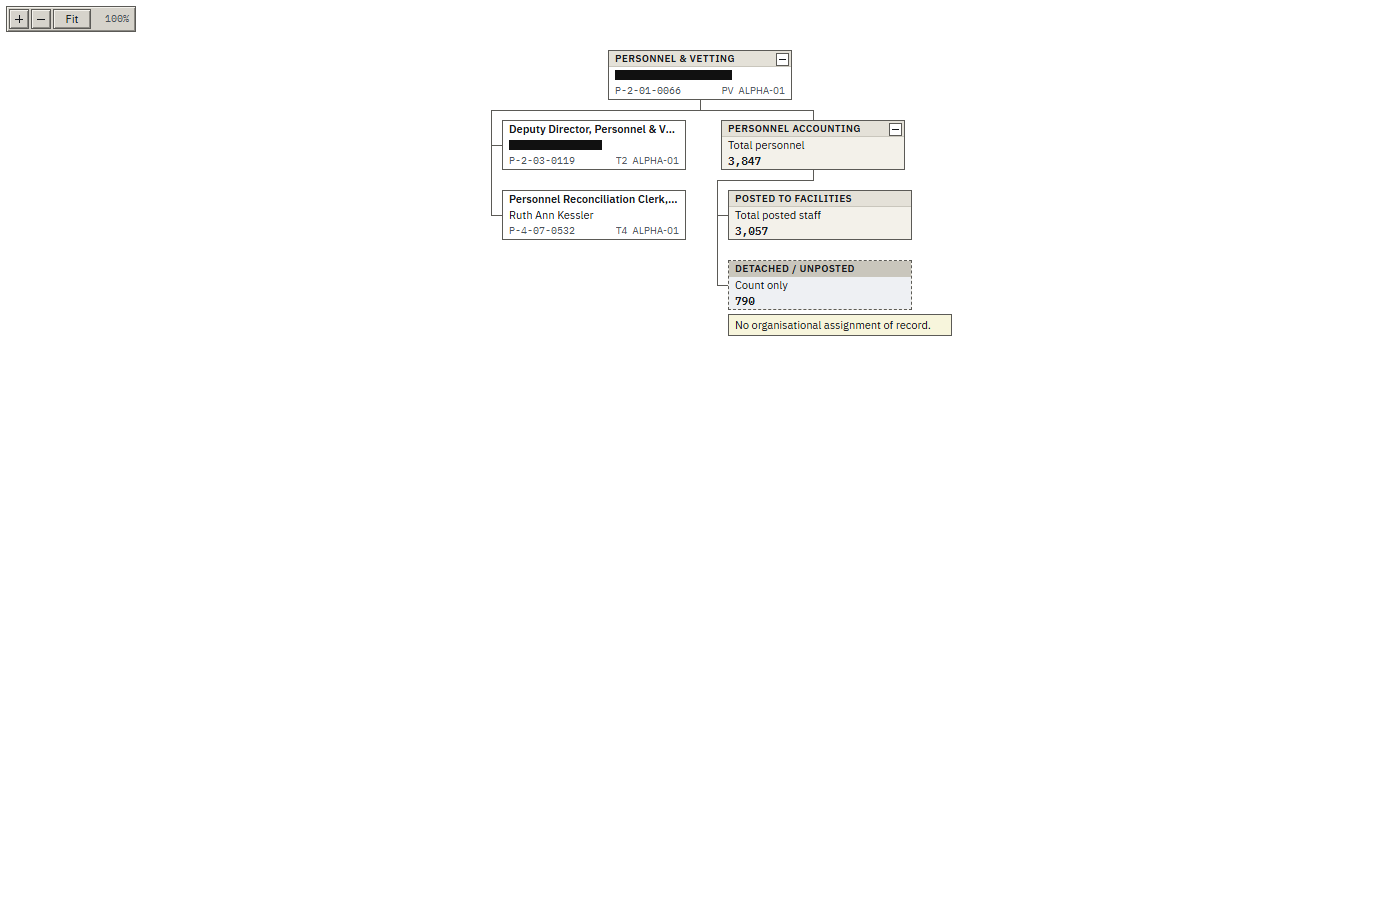 + − Fit 100%
PERSONNEL & VETTING
P-2-01-0066 PV ALPHA-01
Deputy Director, Personnel & V...
P-2-03-0119 T2 ALPHA-01
PERSONNEL ACCOUNTING
Total personnel
3,847
Personnel Reconciliation Clerk,...
Ruth Ann Kessler
P-4-07-0532 T4 ALPHA-01
POSTED TO FACILITIES
Total posted staff
3,057
DETACHED / UNPOSTED
Count only
790
No organisational assignment of record.